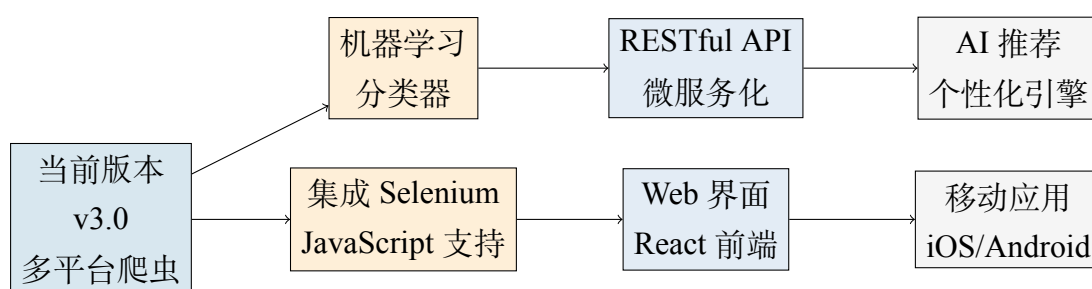 当前版本
v3.0
多平台爬虫
机器学习
分类器
RESTful API
微服务化
AI 推荐
个性化引擎
集成 Selenium
JavaScript 支持
Web 界面
React 前端
移动应用
iOS/Android